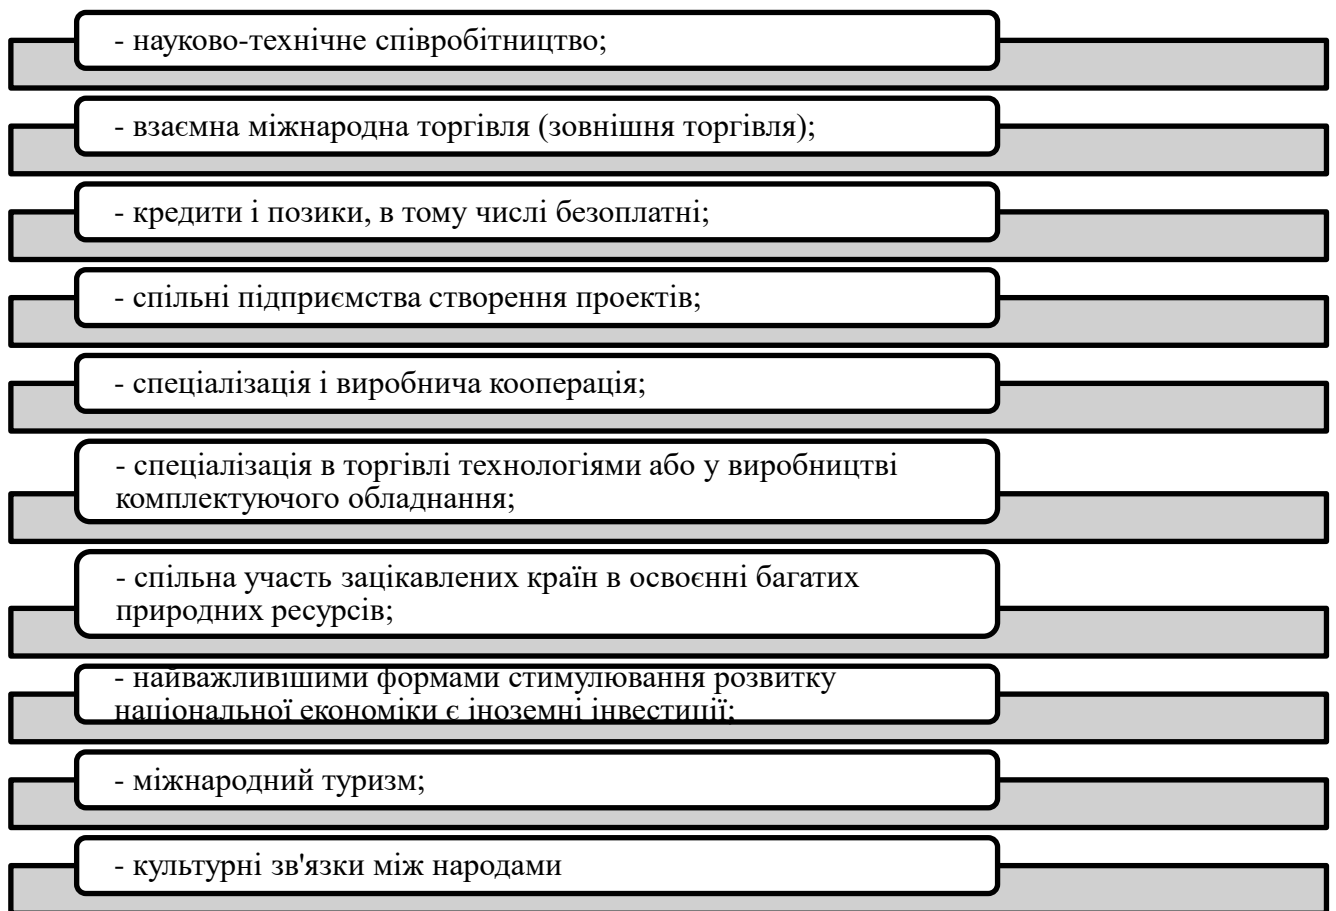 - науково-технічне співробітництво;
- взаємна міжнародна торгівля (зовнішня торгівля);
- кредити і позики, в тому числі безоплатні;
- спільні підприємства створення проектів;
- спеціалізація і виробнича кооперація;
- спеціалізація в торгівлі технологіями або у виробництві
комплектуючого обладнання;
- спільна участь зацікавлених країн в освоєнні багатих
природних ресурсів;
- найважливішими формами стимулювання розвитку
національної економіки є іноземні інвестиції;
- міжнародний туризм;
- культурні зв'язки між народами